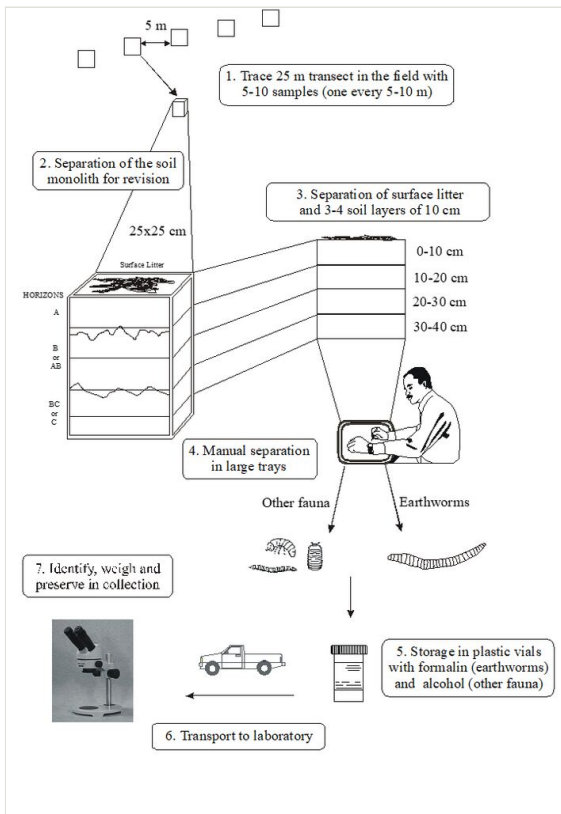 5 m
1. Trace 25 m transect in the field with
5-10 samples (one every 5-10 m)
2. Separation of the soil
monolith for revision
3. Separation of surface litter
and 3-4 soil layers of 10 cm
25x25 cm
Surface Litter
HORIZONS
A
B
or
AB
BC
or
C
0-10 cm
10-20 cm
20-30 cm
30-40 cm
4. Manual separation
in large trays
Other fauna
Earthworms
7. Identify, weigh and
preserve in collection
5. Storage in plastic vials
with formalin (earthworms)
and alcohol (other fauna)
6. Transport to laboratory